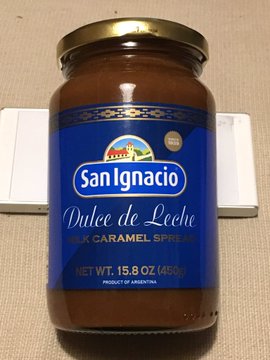 San Ignacio
Dulce de Leche
MILK CARAMEL SPREAD
NET WT. 15.8 OZ (450g)
PRODUCT OF ARGENTINA